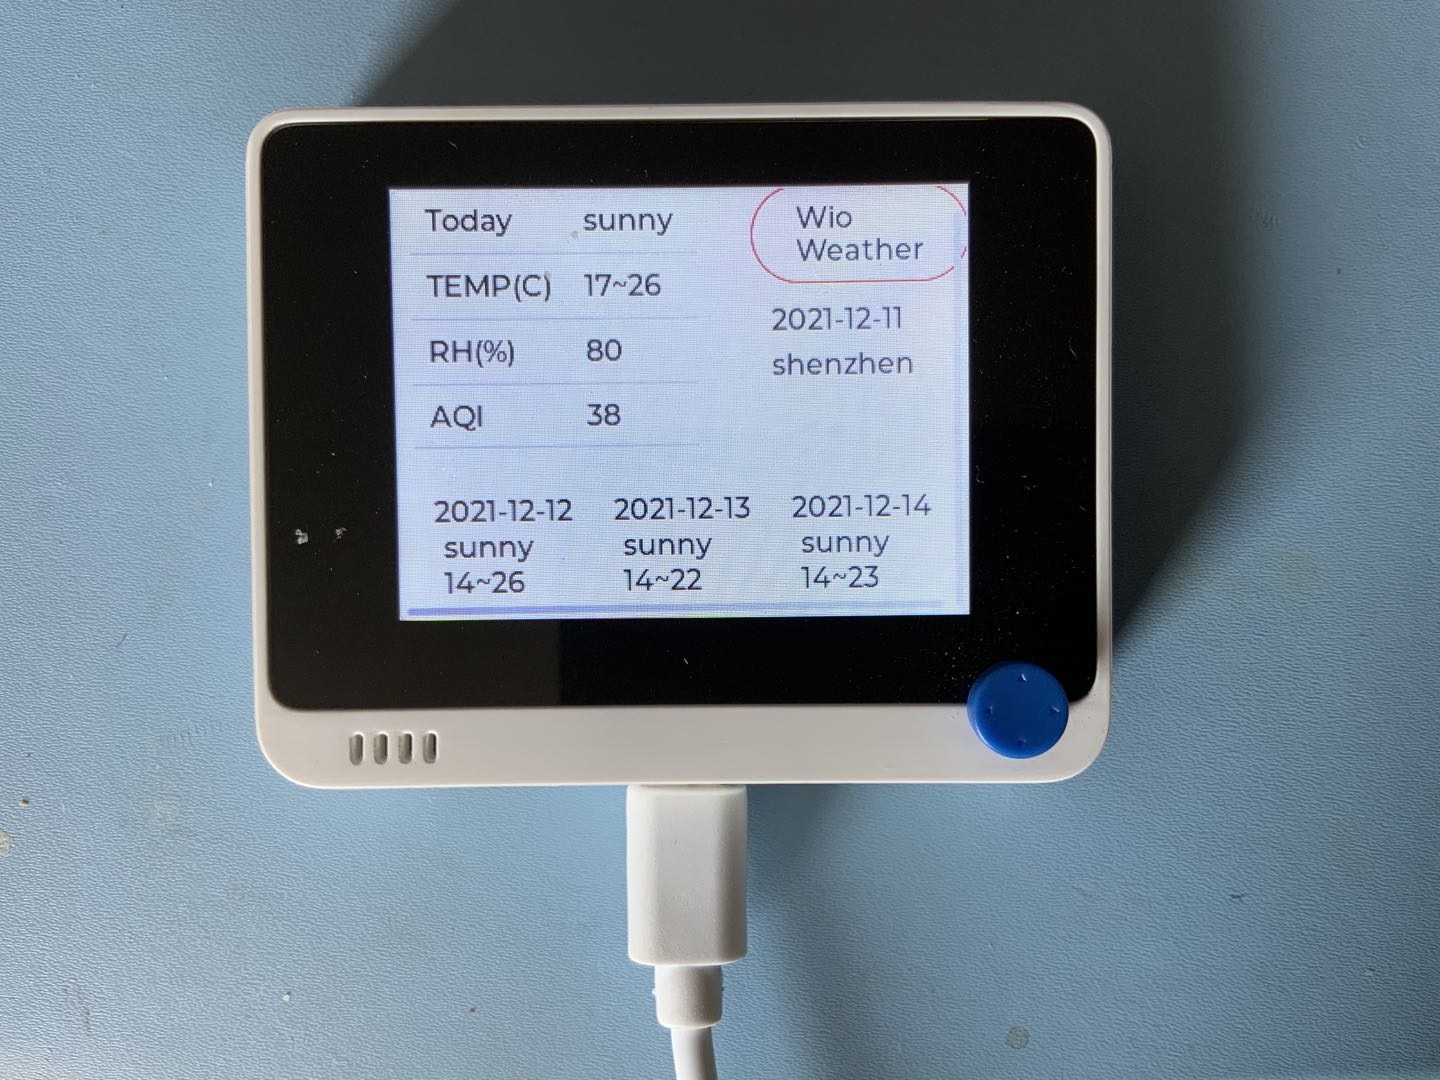 Today sunny
TEMP(C) 17~26
RH(%) 80
AQI 38
Wio
Weather
2021-12-11
shenzhen
2021-12-12 2021-12-13 2021-12-14
sunny sunny sunny
14~26 14~22 14~23